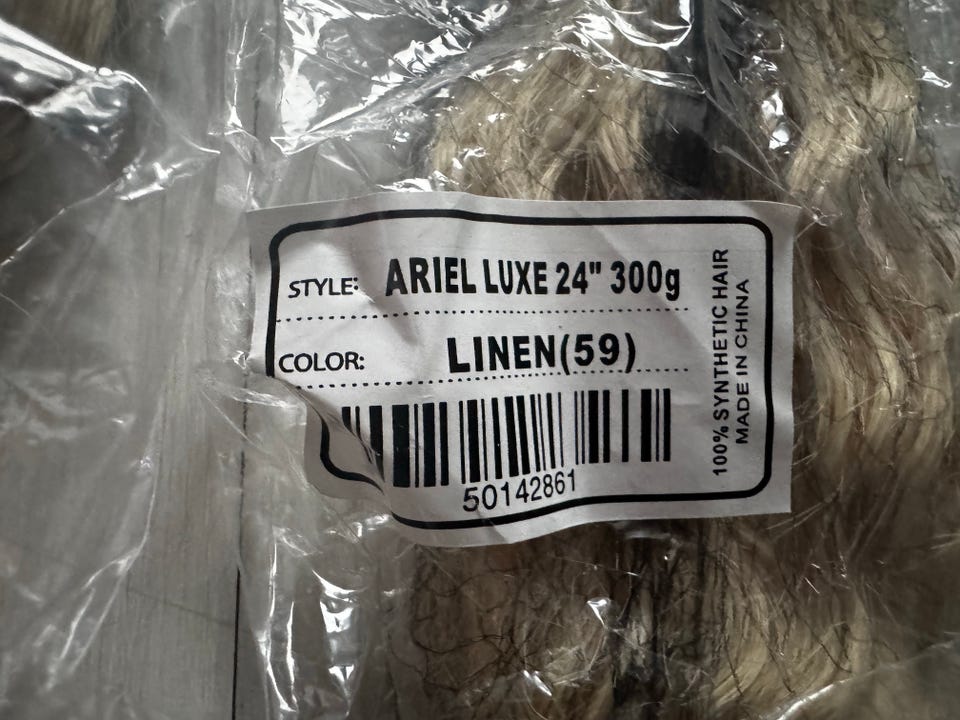 STYLE: ARIEL LUXE 24" 300g
COLOR: LINEN(59)
50142861
100% SYNTHETIC HAIR
MADE IN CHINA